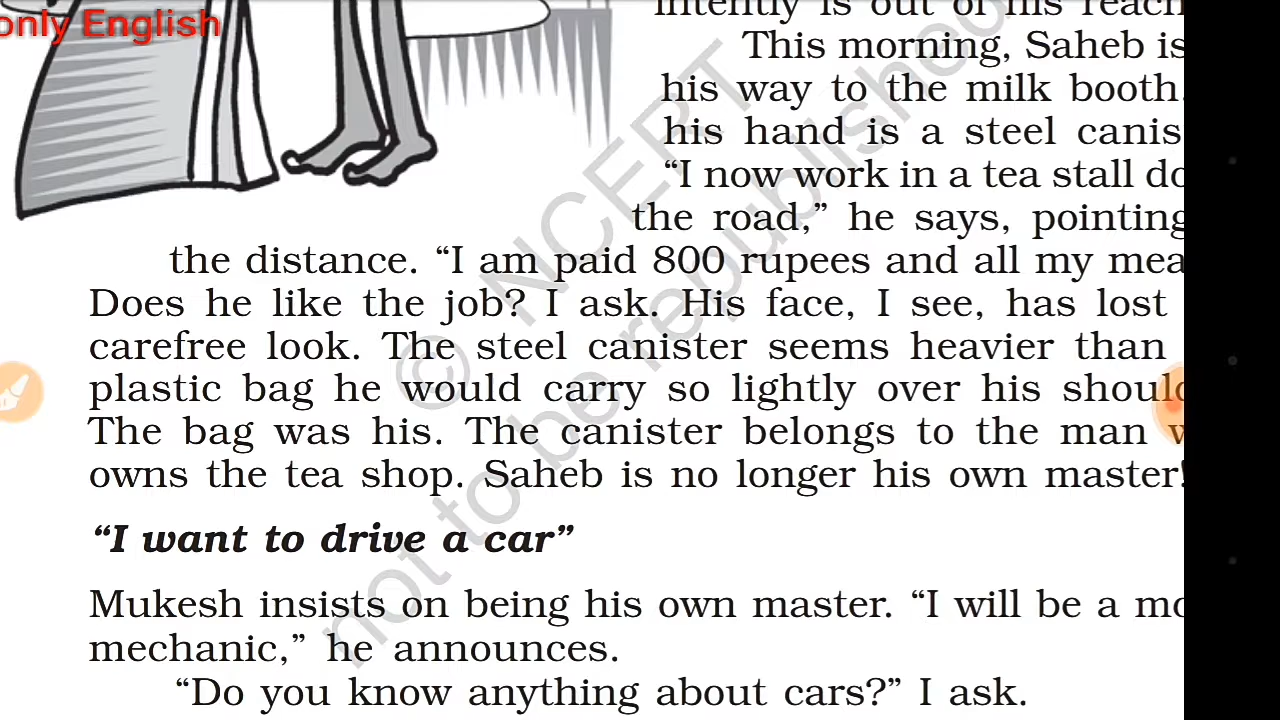 only English
intently is out of his reach
This morning, Saheb is
his way to the milk booth.
his hand is a steel canis
“I now work in a tea stall do
the road,” he says, pointing
the distance. “I am paid 800 rupees and all my mea
Does he like the job? I ask. His face, I see, has lost
carefree look. The steel canister seems heavier than
plastic bag he would carry so lightly over his should
The bag was his. The canister belongs to the man w
owns the tea shop. Saheb is no longer his own master!
“I want to drive a car”
Mukesh insists on being his own master. “I will be a mo
mechanic,” he announces.
“Do you know anything about cars?” I ask.
© NCERT
not to be republished